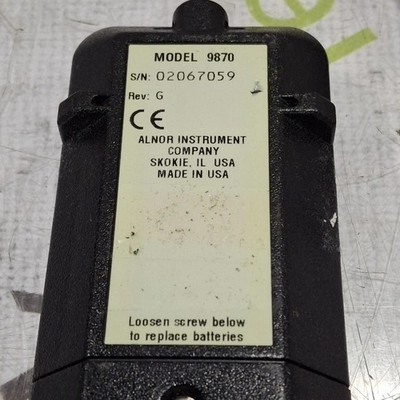 MODEL 9870
S/N: 02067059
Rev: G
CE
ALNOR INSTRUMENT
COMPANY
SKOKIE, IL USA
MADE IN USA
Loosen screw below
to replace batteries